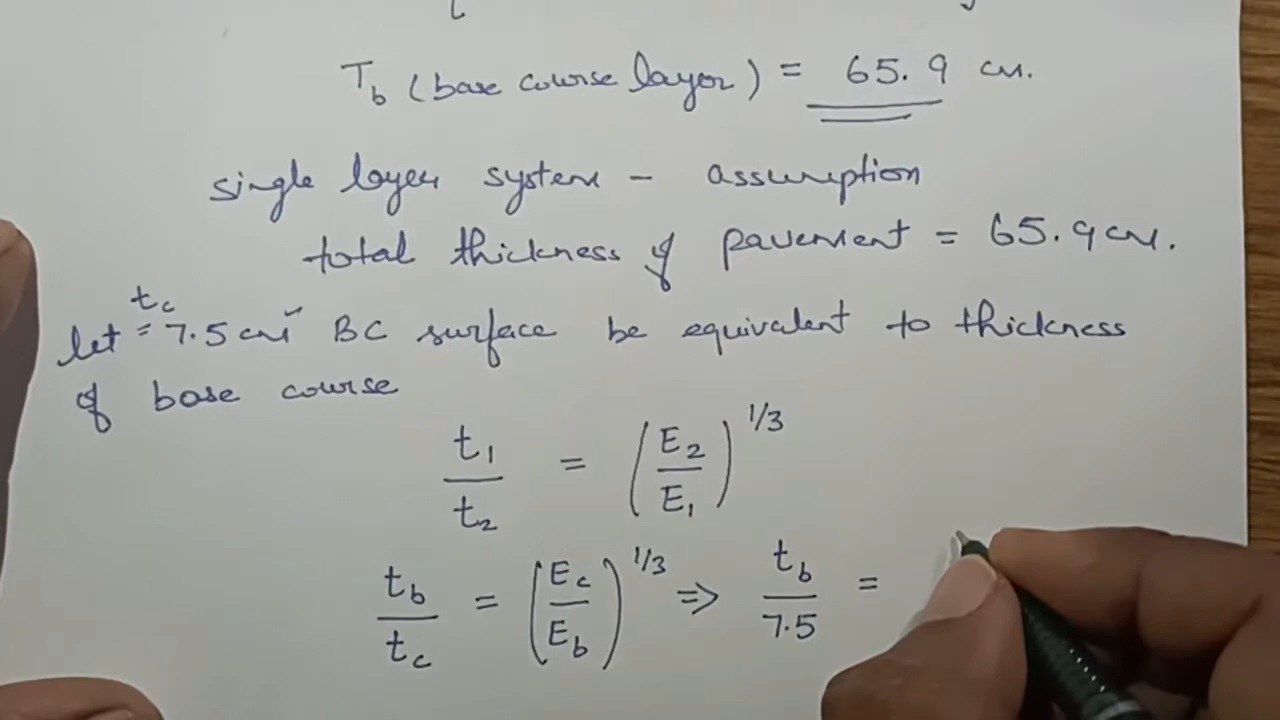 T_b (base course layer) = 65.9 cm.
single layer system - assumption
total thickness of pavement = 65.9 cm.
t_c
let = 7.5 cm BC surface be equivalent to thickness
of base course
t_1 / t_2 = (E_2 / E_1)^1/3
t_b / t_c = (E_c / E_b)^1/3 ⇒ t_b / 7.5 =